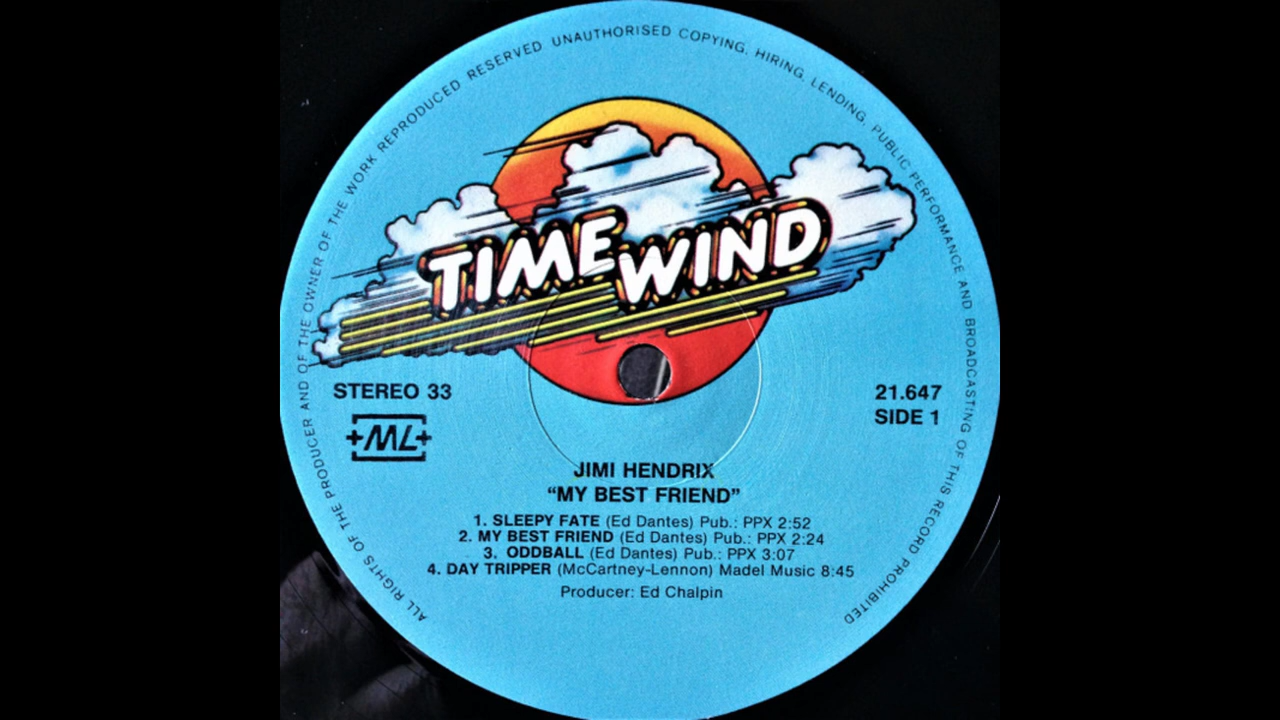 ALL RIGHTS OF THE PRODUCER AND OF THE OWNER OF THE WORK REPRODUCED RESERVED UNAUTHORISED COPYING, HIRING, LENDING, PUBLIC PERFORMANCE AND BROADCASTING OF THIS RECORD PROHIBITED
TIME WIND
STEREO 33
ML
21.647
SIDE 1
JIMI HENDRIX
“MY BEST FRIEND”
1. SLEEPY FATE (Ed Dantes) Pub.: PPX 2:52
2. MY BEST FRIEND (Ed Dantes) Pub.: PPX 2:24
3. ODDBALL (Ed Dantes) Pub.: PPX 3:07
4. DAY TRIPPER (McCartney-Lennon) Madel Music 8:45
Producer: Ed Chalpin